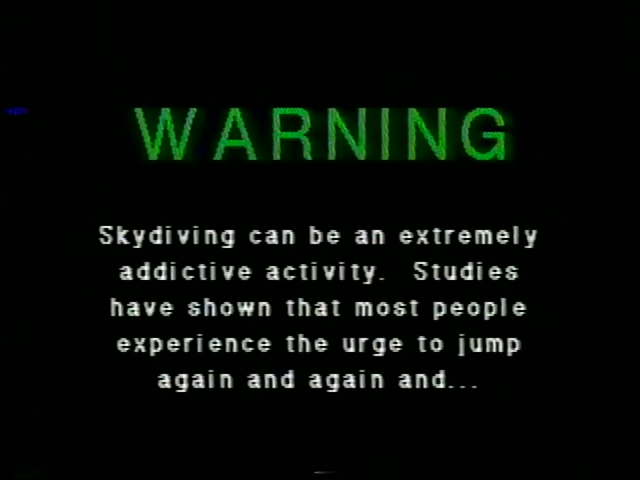 WARNING
Skydiving can be an extremely
addictive activity. Studies
have shown that most people
experience the urge to jump
again and again and...